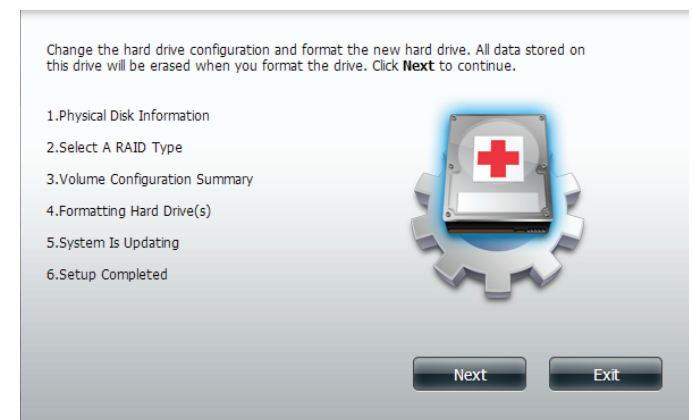 Change the hard drive configuration and format the new hard drive. All data stored on
this drive will be erased when you format the drive. Click Next to continue.
1.Physical Disk Information
2.Select A RAID Type
3.Volume Configuration Summary
4.Formatting Hard Drive(s)
5.System Is Updating
6.Setup Completed
Next
Exit